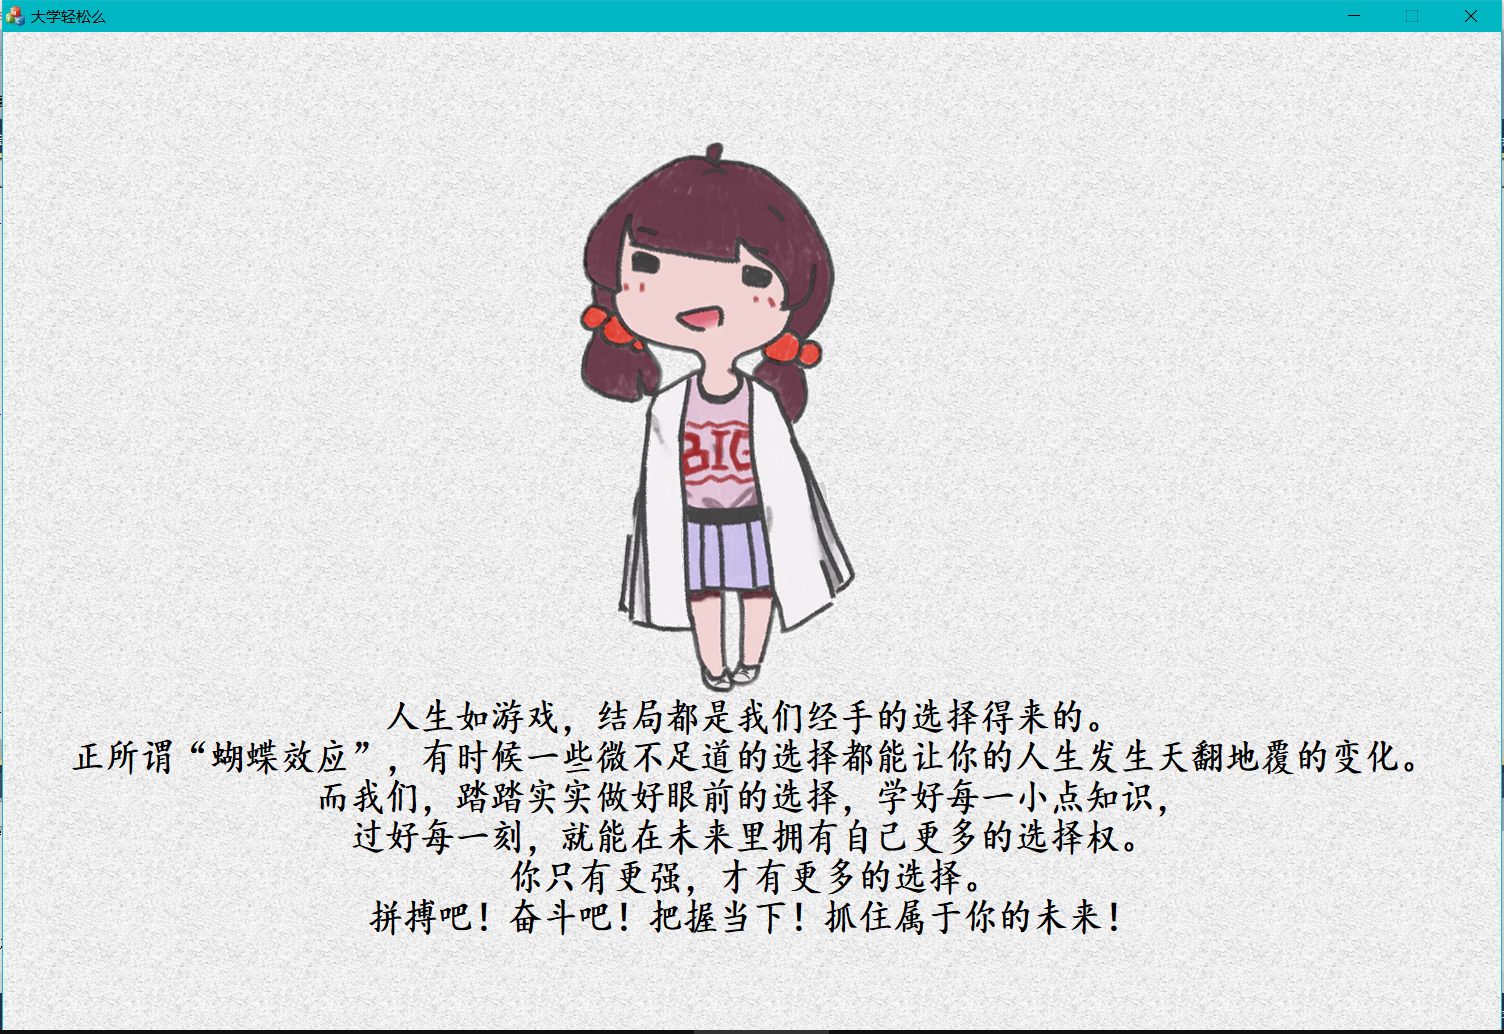 大学轻松么
BIG
人生如游戏，结局都是我们经手的选择得来的。
正所谓“蝴蝶效应”，有时候一些微不足道的选择都能让你的人生发生天翻地覆的变化。
而我们，踏踏实实做好眼前的选择，学好每一小点知识，
过好每一刻，就能在未来里拥有自己更多的选择权。
你只有更强，才有更多的选择。
拼搏吧！奋斗吧！把握当下！抓住属于你的未来！